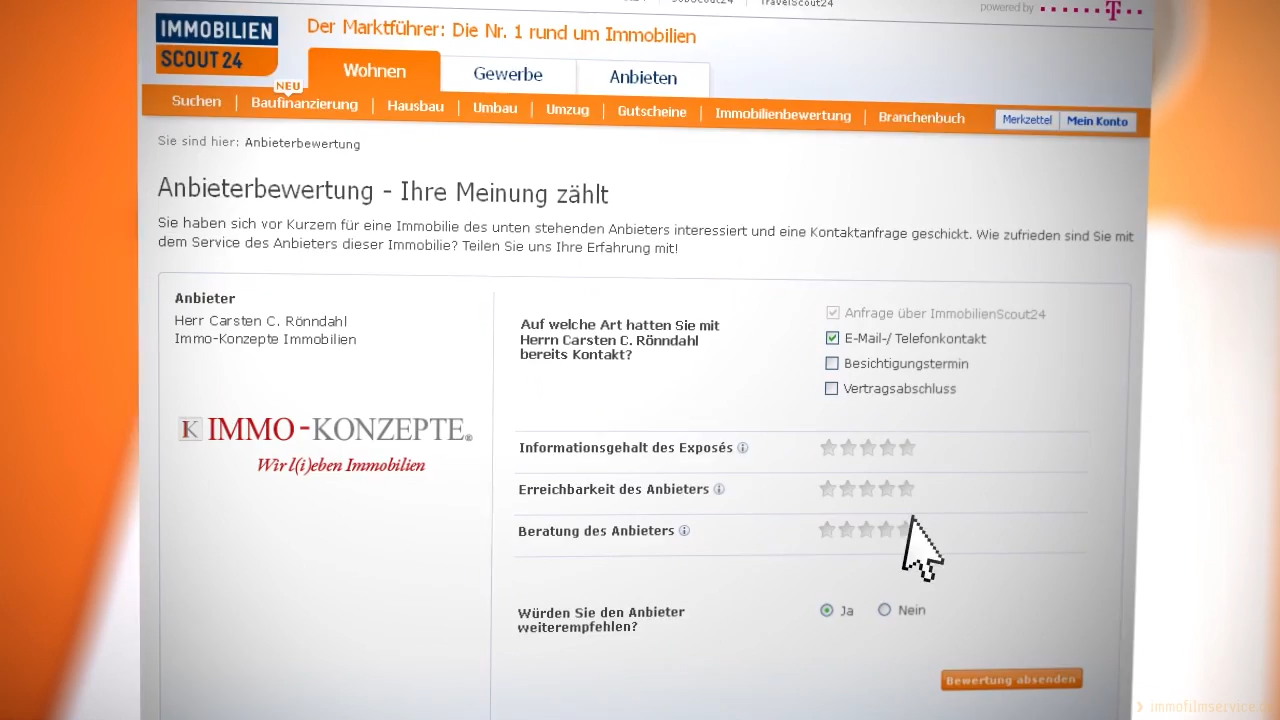 TravelScout24
powered by
T
IMMOBILIEN
SCOUT 24
Der Marktführer: Die Nr. 1 rund um Immobilien
Wohnen
Gewerbe
Anbieten
NEU
Suchen
Baufinanzierung
Hausbau
Umbau
Umzug
Gutscheine
Immobilienbewertung
Branchenbuch
Merkzettel
Mein Konto
Sie sind hier: Anbieterbewertung
Anbieterbewertung - Ihre Meinung zählt
Sie haben sich vor Kurzem für eine Immobilie des unten stehenden Anbieters interessiert und eine Kontaktanfrage geschickt. Wie zufrieden sind Sie mit
dem Service des Anbieters dieser Immobilie? Teilen Sie uns Ihre Erfahrung mit!
Anbieter
Herr Carsten C. Rönndahl
Immo-Konzepte Immobilien
K IMMO-KONZEPTE®
Wir l(i)eben Immobilien
Auf welche Art hatten Sie mit
Herrn Carsten C. Rönndahl
bereits Kontakt?
Anfrage über ImmobilienScout24
E-Mail-/ Telefonkontakt
Besichtigungstermin
Vertragsabschluss
Informationsgehalt des Exposés
Erreichbarkeit des Anbieters
Beratung des Anbieters
Würden Sie den Anbieter
weiterempfehlen?
Ja
Nein
Bewertung absenden